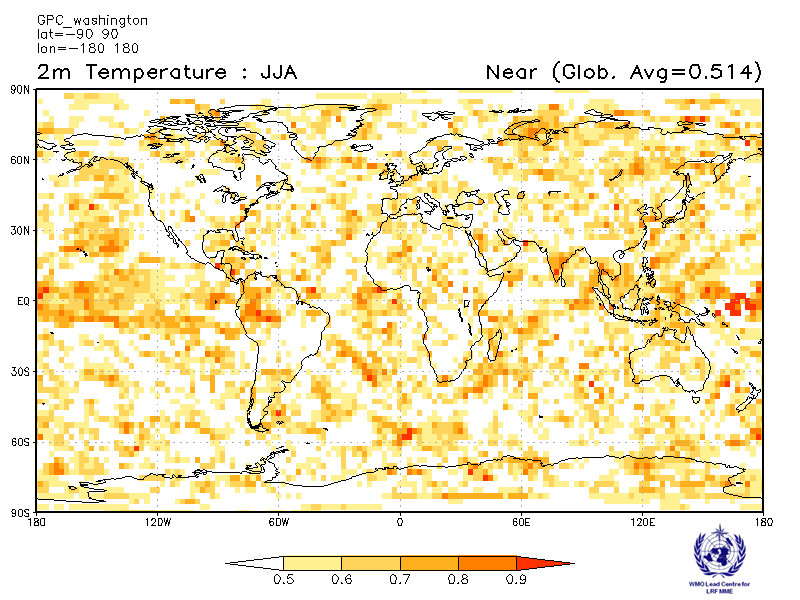 GPC_washington
lat=−90 90
lon=−180 180
2m Temperature : JJA
Near (Glob. Avg=0.514)
90N
60N
30N
EQ
30S
60S
90S
180 120W 60W 0 60E 120E 180
0.5 0.6 0.7 0.8 0.9
WMO Lead Centre for
LRF MME